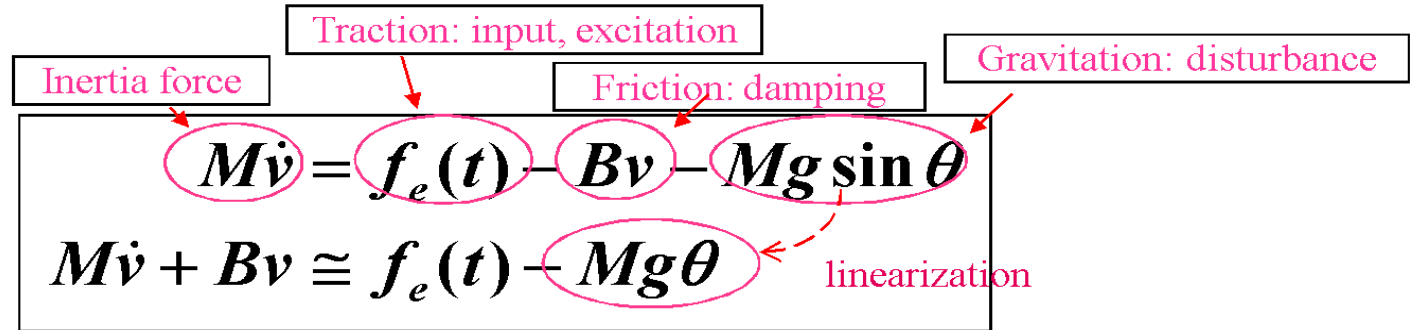 Traction: input, excitation
Inertia force
Friction: damping
Gravitation: disturbance
Mv̇ = fₑ(t) − Bv − Mg sin θ
Mv̇ + Bv ≅ fₑ(t) − Mgθ
linearization